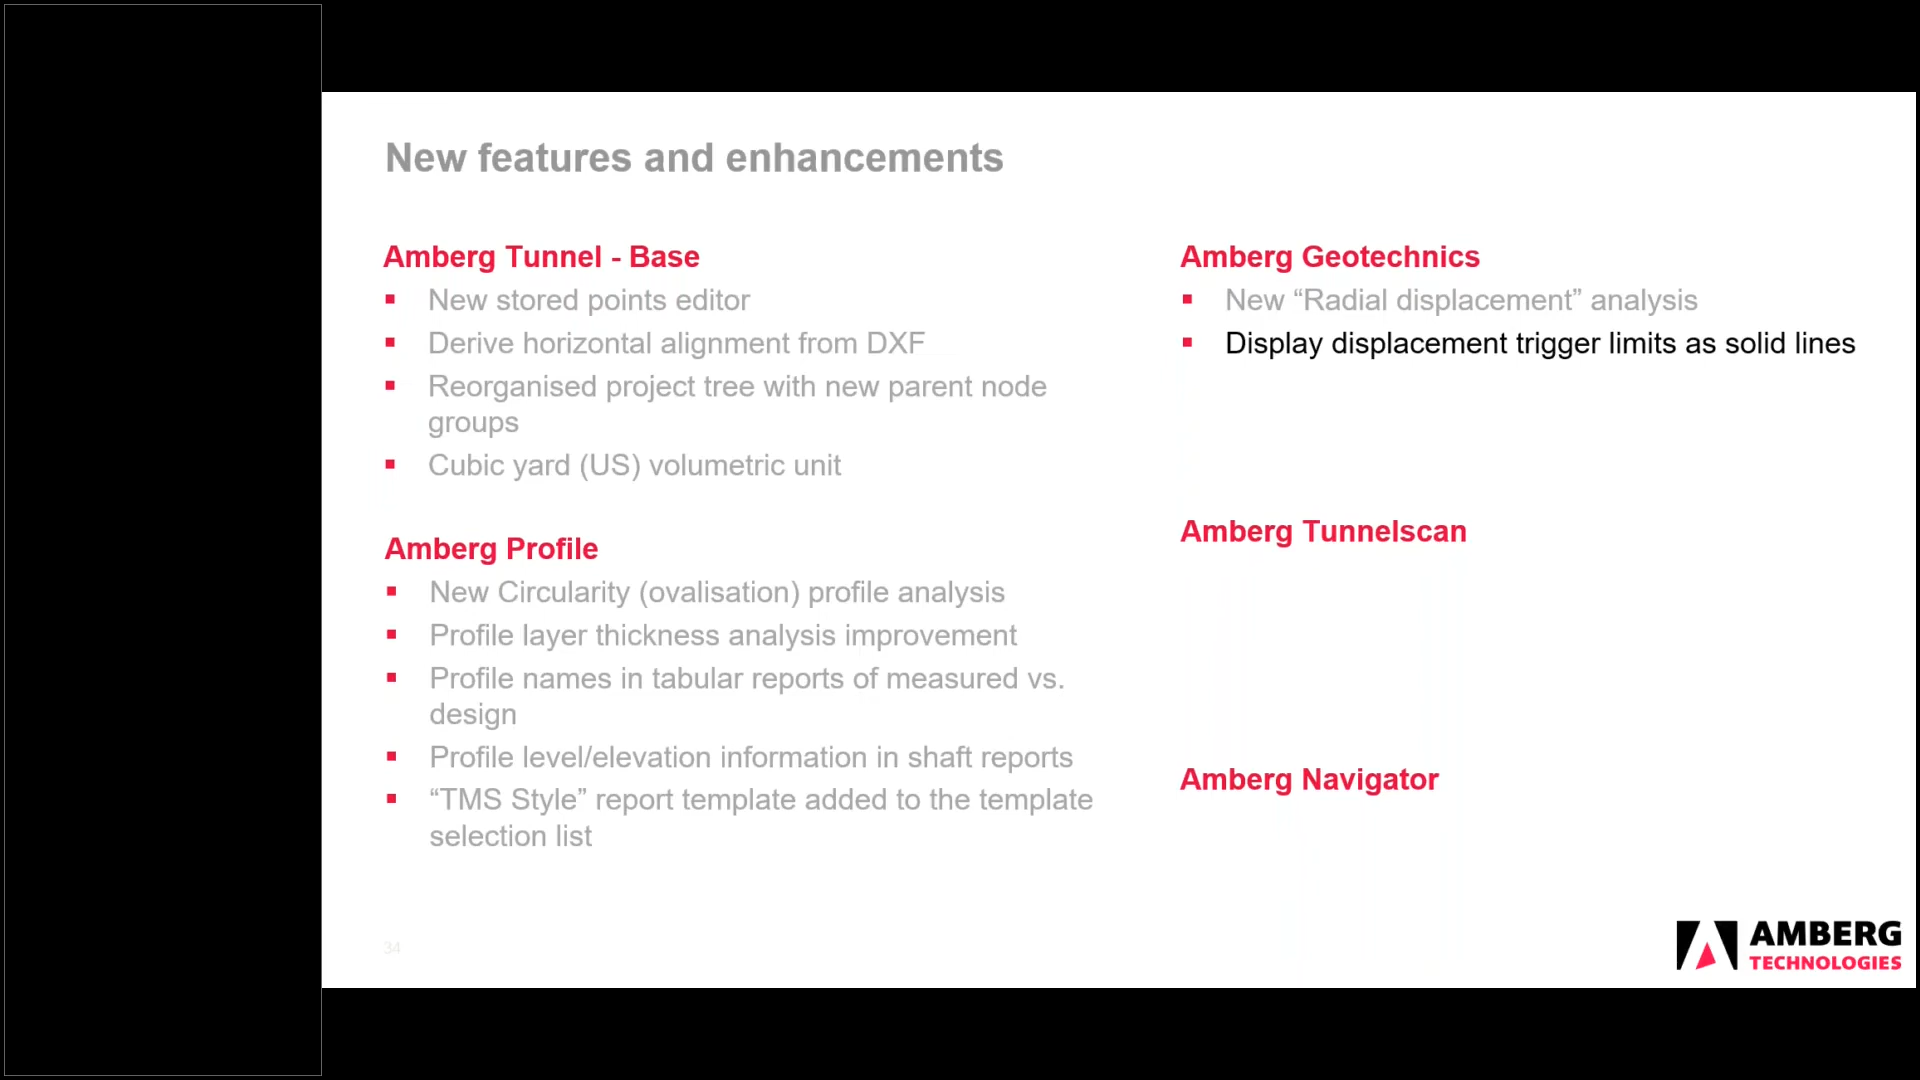 New features and enhancements
Amberg Tunnel - Base
New stored points editor
Derive horizontal alignment from DXF
Reorganised project tree with new parent node
groups
Cubic yard (US) volumetric unit
Amberg Profile
New Circularity (ovalisation) profile analysis
Profile layer thickness analysis improvement
Profile names in tabular reports of measured vs.
design
Profile level/elevation information in shaft reports
“TMS Style” report template added to the template
selection list
Amberg Geotechnics
New “Radial displacement” analysis
Display displacement trigger limits as solid lines
Amberg Tunnelscan
Amberg Navigator
34
AMBERG
TECHNOLOGIES